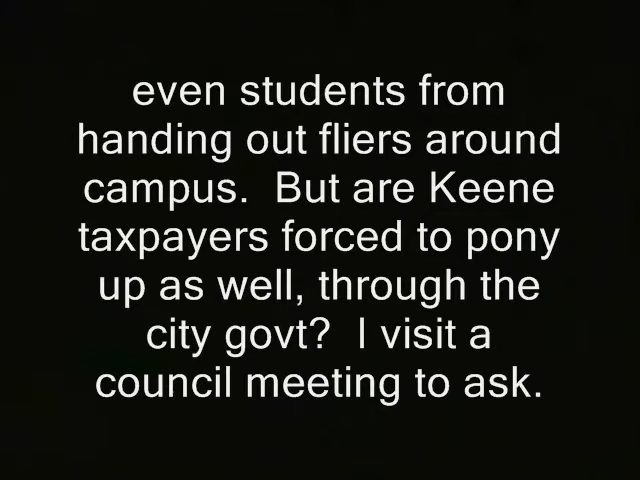 even students from
handing out fliers around
campus.  But are Keene
taxpayers forced to pony
up as well, through the
city govt?  I visit a
council meeting to ask.